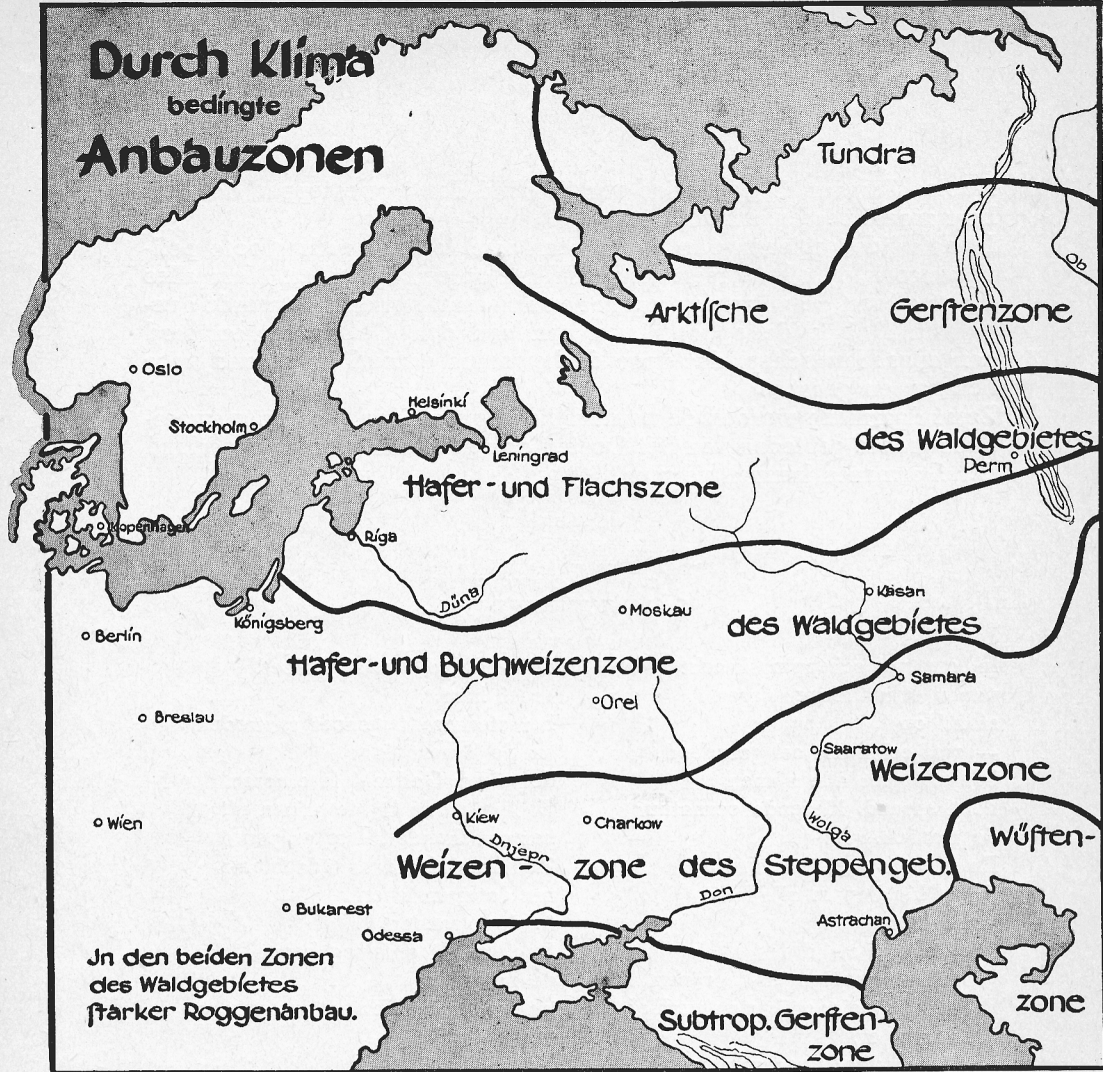 Durch Klima
bedingte
Anbauzonen
Tundra
Ob
Arktiſche Gerſtenzone
Oslo
Helsinki
Stockholm
Leningrad
des Waldgebietes
Perm
Hafer- und Flachszone
Kopenhagen
Riga
Düna
Kasan
Königsberg
Moskau
des Waldgebietes
Berlin
Hafer- und Buchweizenzone
Samara
Orel
Breslau
Saaratow
Weizenzone
Wien
Kiew
Charkow
Wolga
Wüſten-
Dnjepr
Weizen- zone des Steppengeb.
Don
Bukarest
Astrachan
Odessa
Jn den beiden Zonen
des Waldgebietes
ſtarker Roggenanbau.
zone
Subtrop. Gerſten-
zone